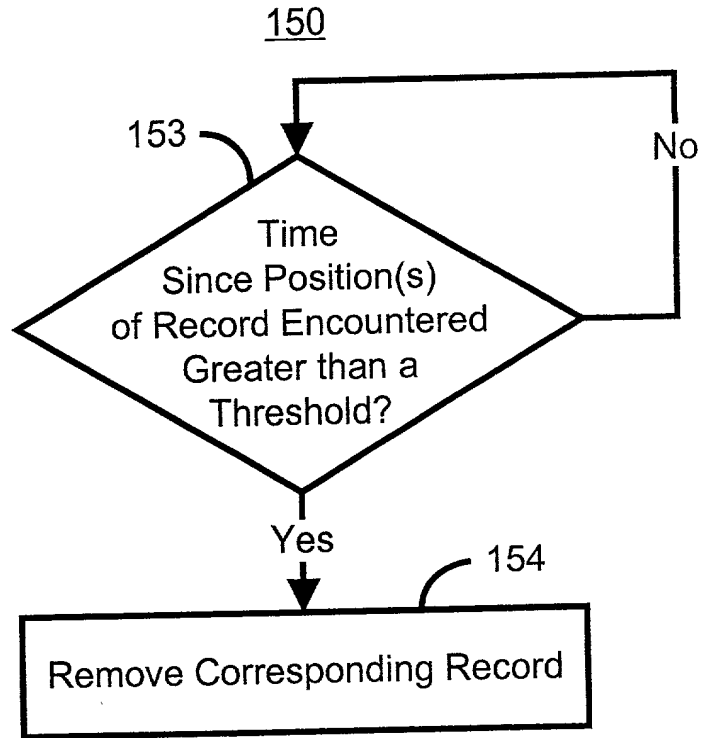 150
153
No
Time
Since Position(s)
of Record Encountered
Greater than a
Threshold?
Yes
154
Remove Corresponding Record